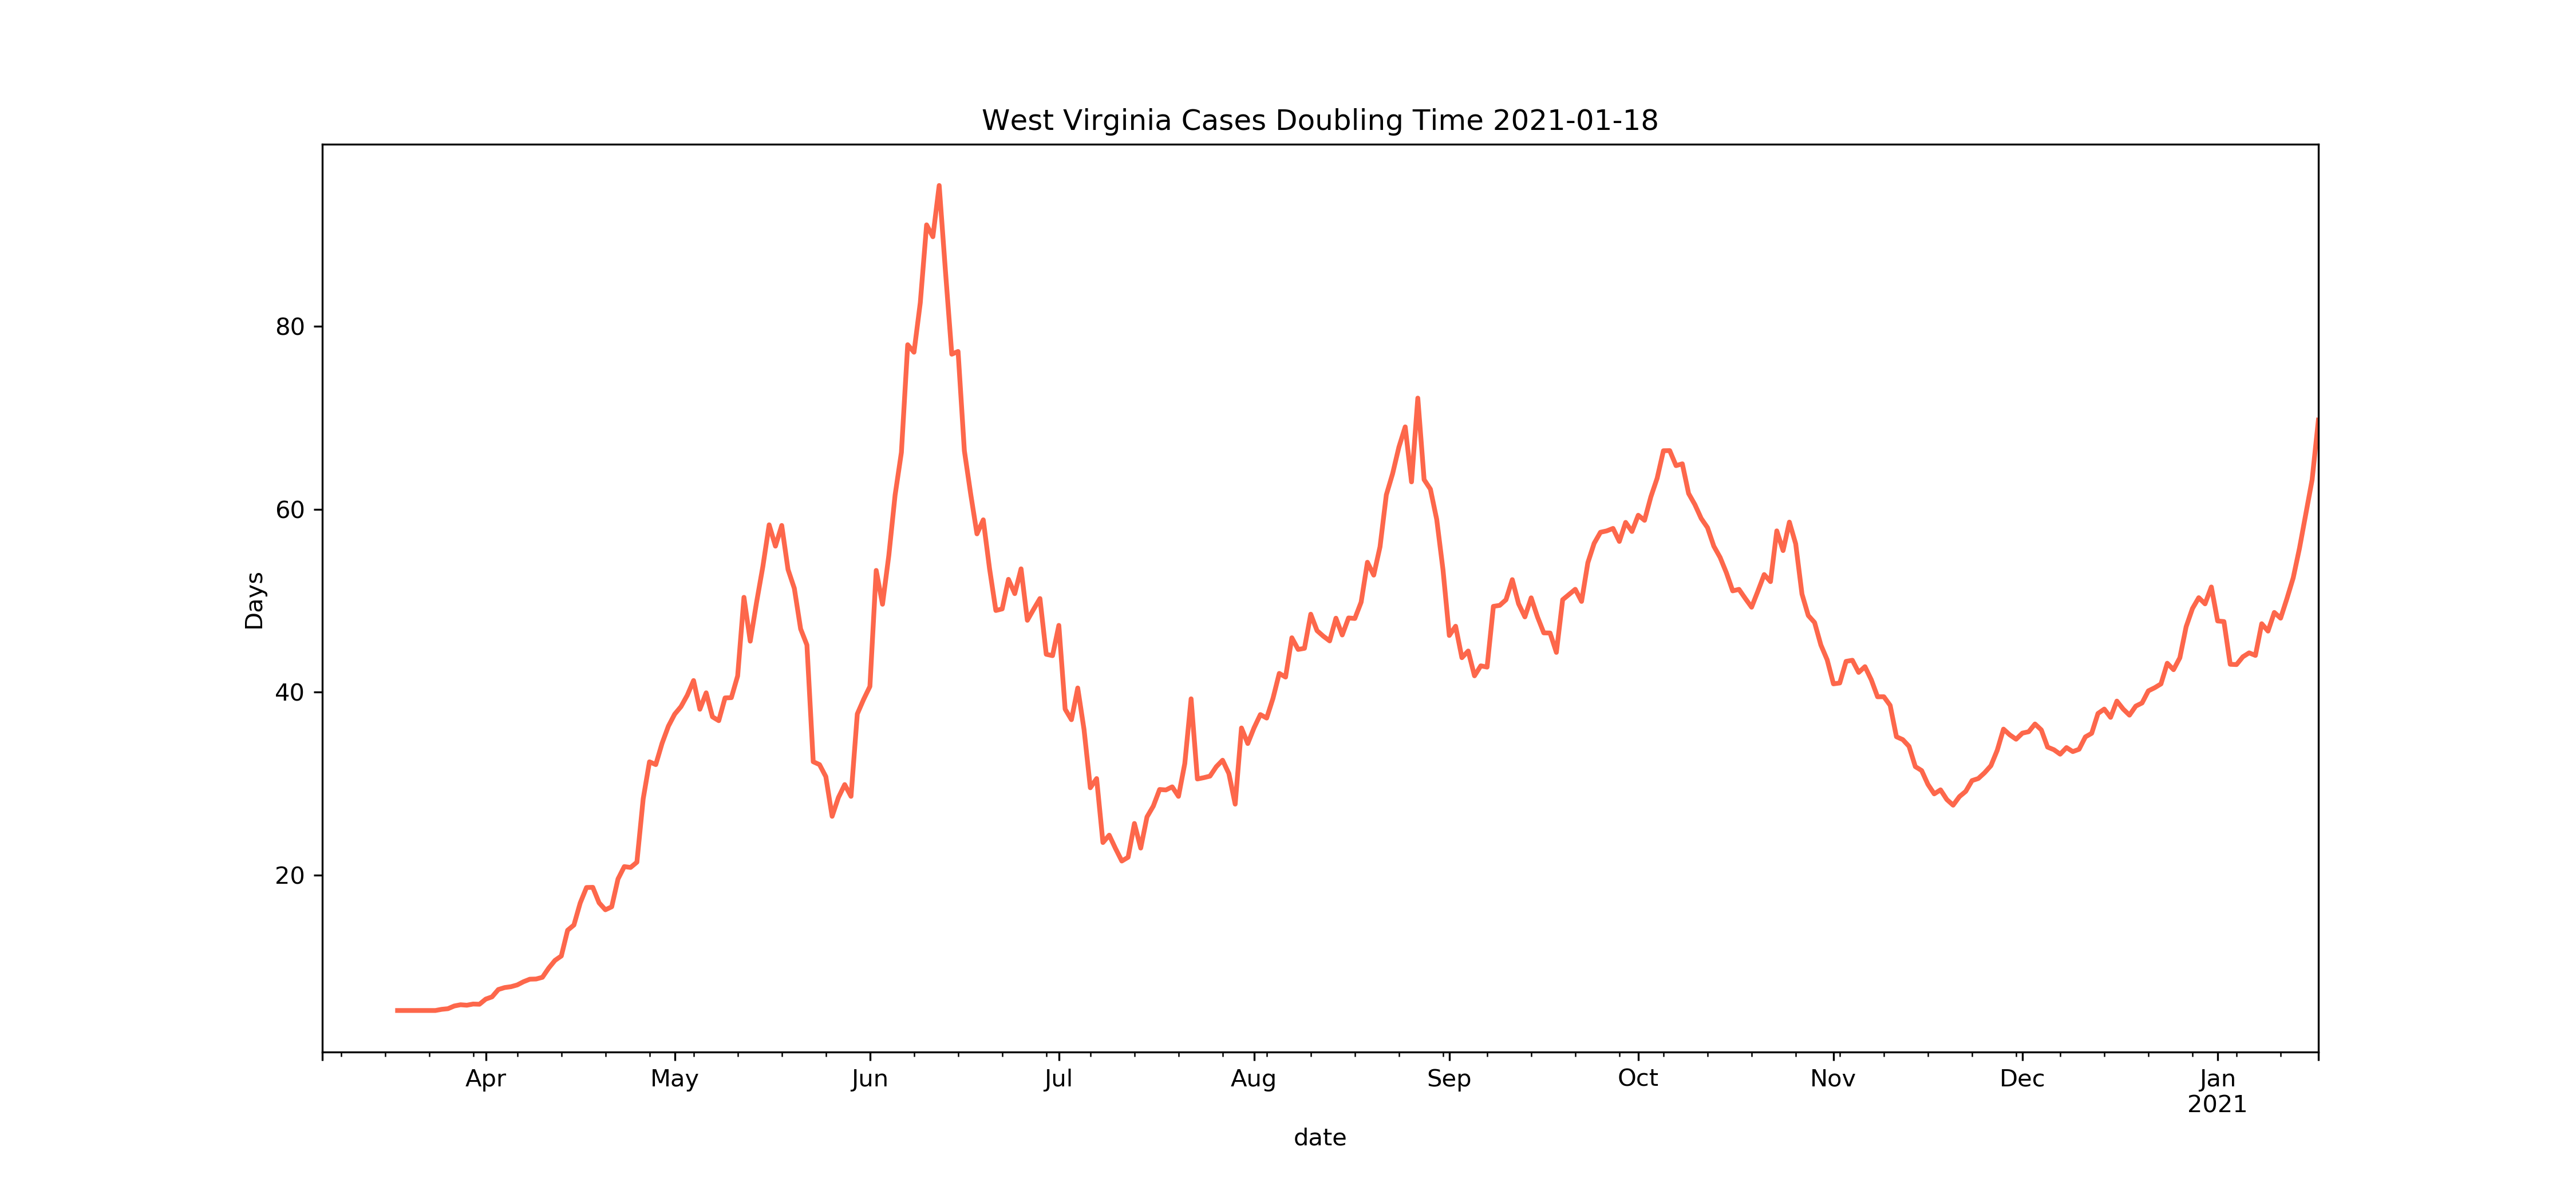 West Virginia Cases Doubling Time 2021-01-18
Days
80
60
40
20
Apr May Jun Jul Aug Sep Oct Nov Dec Jan
2021
date